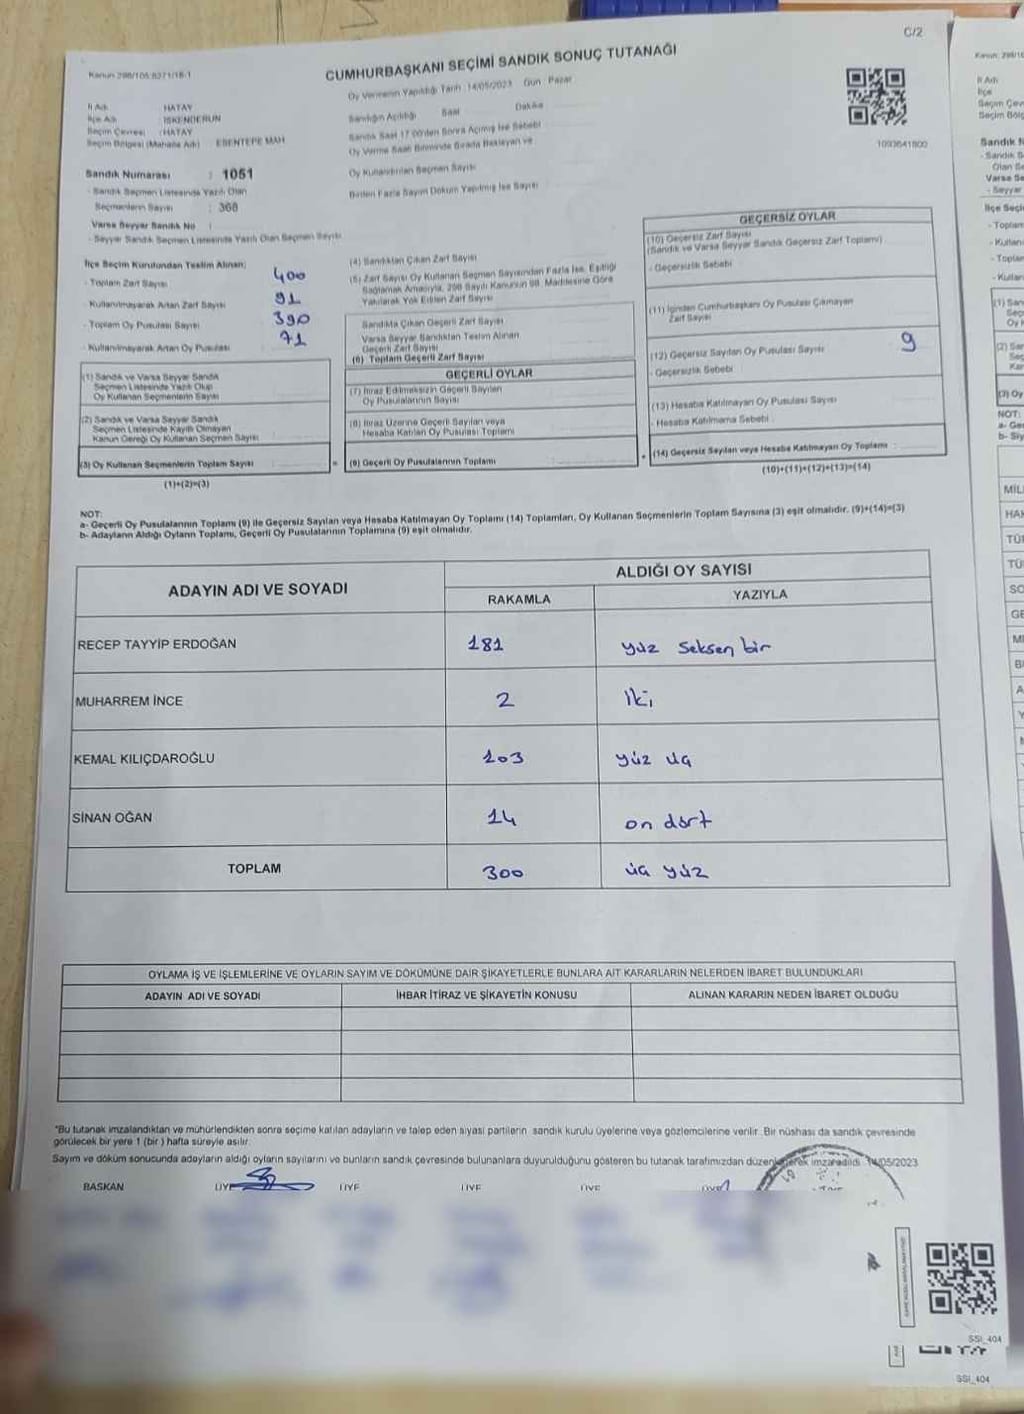 C/2
Kanun 298/105 6271/18-1
CUMHURBAŞKANI SEÇİMİ SANDIK SONUÇ TUTANAĞI
Oy Vermenin Yapıldığı Tarih 14/05/2023 Gün Pazar
İl Adı HATAY
İlçe Adı : İSKENDERUN
Seçim Çevresi : HATAY
Seçim Bölgesi (Mahalle Adı) ESENTEPE MAH
Sandığın Açıldığı Saat Dakika
Sandık Saat 17:00'den Sonra Açılmış İse Sebebi
Oy Verme Saati Bitiminde Sırada Bekleyen ve
Oy Kullandırılan Seçmen Sayısı
Birden Fazla Sayım Döküm Yapılmış İse Sayısı
1093641800
Sandık Numarası : 1051
- Sandık Seçmen Listesinde Yazılı Olan
Seçmenlerin Sayısı : 368
Varsa Seyyar Sandık No :
- Seyyar Sandık Seçmen Listesinde Yazılı Olan Seçmen Sayısı
İlçe Seçim Kurulundan Teslim Alınan;
- Toplam Zarf Sayısı 400
- Kullanılmayarak Artan Zarf Sayısı 91
- Toplam Oy Pusulası Sayısı 390
- Kullanılmayarak Artan Oy Pusulası 71
(1) Sandık ve Varsa Seyyar Sandık
Seçmen Listesinde Yazılı Olup
Oy Kullanan Seçmenlerin Sayısı
(2) Sandık ve Varsa Seyyar Sandık
Seçmen Listesinde Kayıtlı Olmayan
Kanun Gereği Oy Kullanan Seçmen Sayısı
(3) Oy Kullanan Seçmenlerin Toplam Sayısı
(1)+(2)=(3)
(4) Sandıktan Çıkan Zarf Sayısı
(5) Zarf Sayısı Oy Kullanan Seçmen Sayısından Fazla İse, Eşitliği
Sağlamak Amacıyla, 298 Sayılı Kanunun 98. Maddesine Göre
Yakılarak Yok Edilen Zarf Sayısı
Sandıkta Çıkan Geçerli Zarf Sayısı
Varsa Seyyar Sandıktan Teslim Alınan
Geçerli Zarf Sayısı
(6) Toplam Geçerli Zarf Sayısı
GEÇERLİ OYLAR
(7) İtiraz Edilmeksizin Geçerli Sayılan
Oy Pusulalarının Sayısı
(8) İtiraz Üzerine Geçerli Sayılan veya
Hesaba Katılan Oy Pusulası Toplamı
(9) Geçerli Oy Pusulalarının Toplamı
GEÇERSİZ OYLAR
(10) Geçersiz Zarf Sayısı
(Sandık ve Varsa Seyyar Sandık Geçersiz Zarf Toplamı)
- Geçersizlik Sebebi
(11) İçinden Cumhurbaşkanı Oy Pusulası Çıkmayan
Zarf Sayısı
(12) Geçersiz Sayılan Oy Pusulası Sayısı 9
- Geçersizlik Sebebi
(13) Hesaba Katılmayan Oy Pusulası Sayısı
- Hesaba Katılmama Sebebi
(14) Geçersiz Sayılan veya Hesaba Katılmayan Oy Toplamı
(10)+(11)+(12)+(13)=(14)
NOT:
a- Geçerli Oy Pusulalarının Toplamı (9) ile Geçersiz Sayılan veya Hesaba Katılmayan Oy Toplamı (14) Toplamları, Oy Kullanan Seçmenlerin Toplam Sayısına (3) eşit olmalıdır. (9)+(14)=(3)
b- Adayların Aldığı Oyların Toplamı, Geçerli Oy Pusulalarının Toplamına (9) eşit olmalıdır.
ADAYIN ADI VE SOYADI
ALDIĞI OY SAYISI
RAKAMLA YAZIYLA
RECEP TAYYİP ERDOĞAN 181 yüz seksen bir
MUHARREM İNCE 2 iki
KEMAL KILIÇDAROĞLU 103 yüz üç
SİNAN OĞAN 14 on dört
TOPLAM 300 üç yüz
OYLAMA İŞ VE İŞLEMLERİNE VE OYLARIN SAYIM VE DÖKÜMÜNE DAİR ŞİKAYETLERLE BUNLARA AİT KARARLARIN NELERDEN İBARET BULUNDUKLARI
ADAYIN ADI VE SOYADI İHBAR İTİRAZ VE ŞİKAYETİN KONUSU ALINAN KARARIN NEDEN İBARET OLDUĞU
*Bu tutanak imzalandıktan ve mühürlendikten sonra seçime katılan adayların ve talep eden siyasi partilerin sandık kurulu üyelerine veya gözlemcilerine verilir. Bir nüshası da sandık çevresinde
görülecek bir yere 1 (bir) hafta süreyle asılır.
Sayım ve döküm sonucunda adayların aldığı oyların sayılarını ve bunların sandık çevresinde bulunanlara duyurulduğunu gösteren bu tutanak tarafımızdan düzenlenerek imzalandı. 14/05/2023
BAŞKAN ÜYE ÜYE ÜYE ÜYE ÜYE
SSI_404
SSI_404